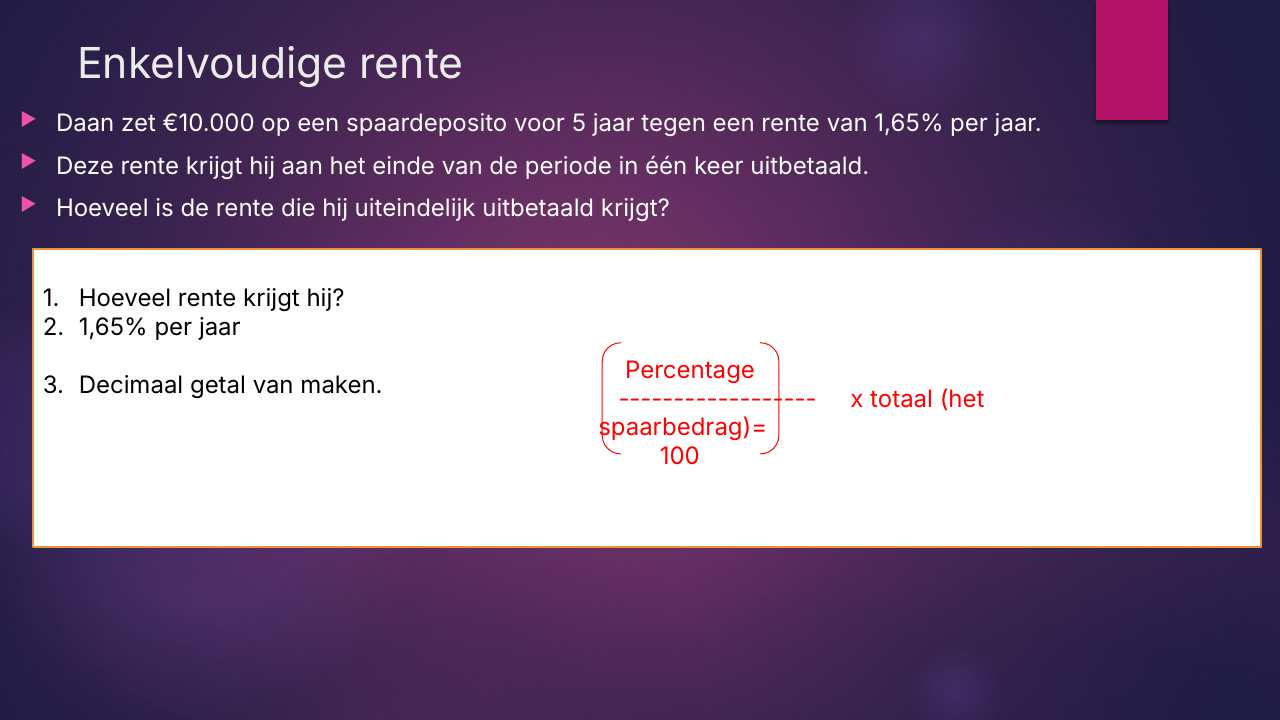 Enkelvoudige rente
Daan zet €10.000 op een spaardeposito voor 5 jaar tegen een rente van 1,65% per jaar.
Deze rente krijgt hij aan het einde van de periode in één keer uitbetaald.
Hoeveel is de rente die hij uiteindelijk uitbetaald krijgt?
1. Hoeveel rente krijgt hij?
2. 1,65% per jaar
3. Decimaal getal van maken.
Percentage
------------------ x totaal (het
spaarbedrag)=
100